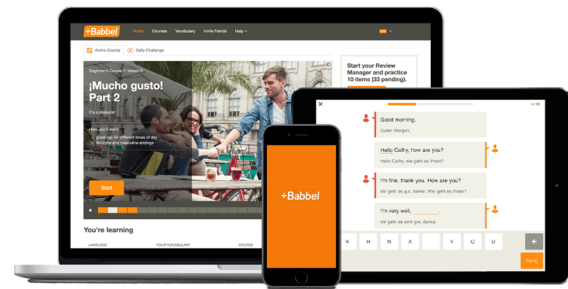 +Babbel
Home Courses Vocabulary Invite friends Help
Active Course Daily Challenge
Beginner's Course 1 · Lesson 2
¡Mucho gusto!
Part 2
It's a pleasure!
Here you'll learn:
greetings for different times of day
feminine and masculine endings
Start
You're learning
LANGUAGE YOUR VOCABULARY COURSE
Start your Review
Manager and practice
10 items (33 pending).
+Babbel
Good morning.
Guten Morgen.
Hello Cathy, how are you?
Hallo Cathy, wie geht es Ihnen?
I'm fine, thank you. How are you?
Mir geht es gut, danke. Wie geht es Ihnen?
I'm very well,
Mir geht es sehr gut, danke.
K H N A Y O U